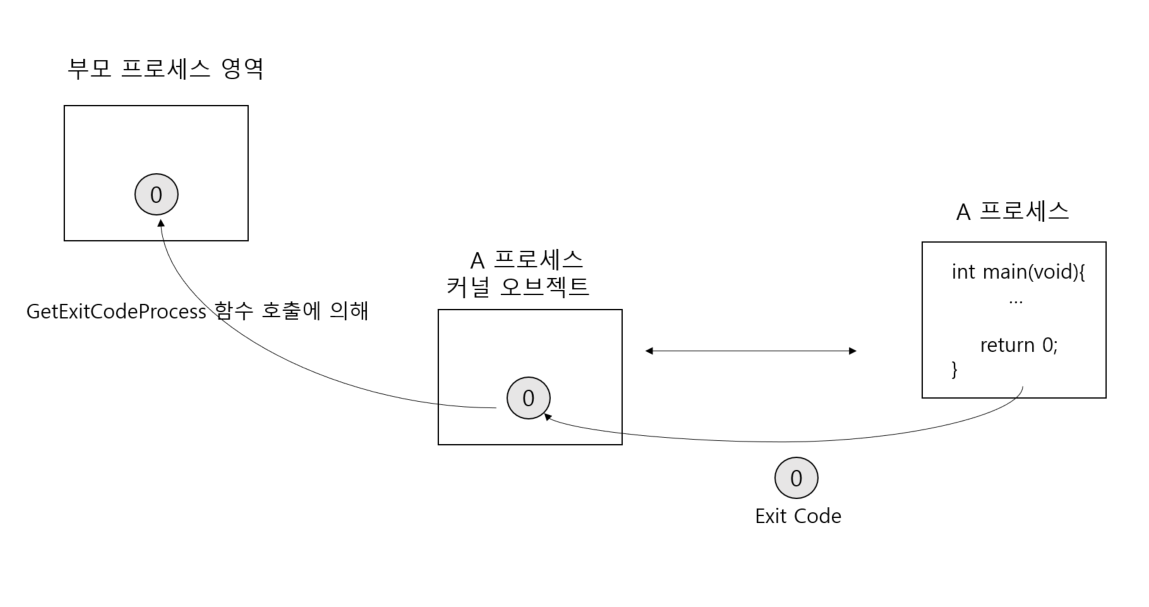 부모 프로세스 영역
0
GetExitCodeProcess 함수 호출에 의해
A 프로세스
커널 오브젝트
0
A 프로세스
int main(void){
...
return 0;
}
0
Exit Code